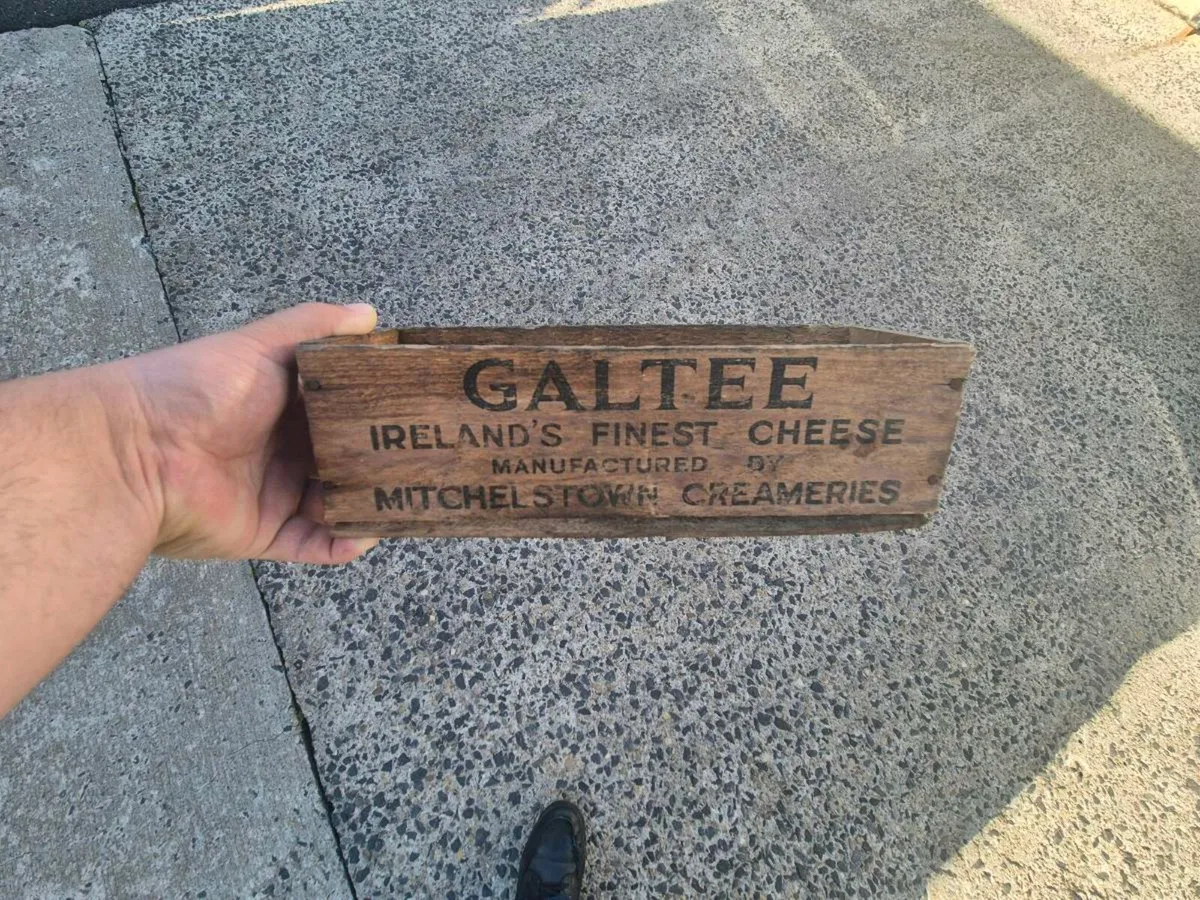 GALTEE
IRELAND'S FINEST CHEESE
MANUFACTURED BY
MITCHELSTOWN CREAMERIES